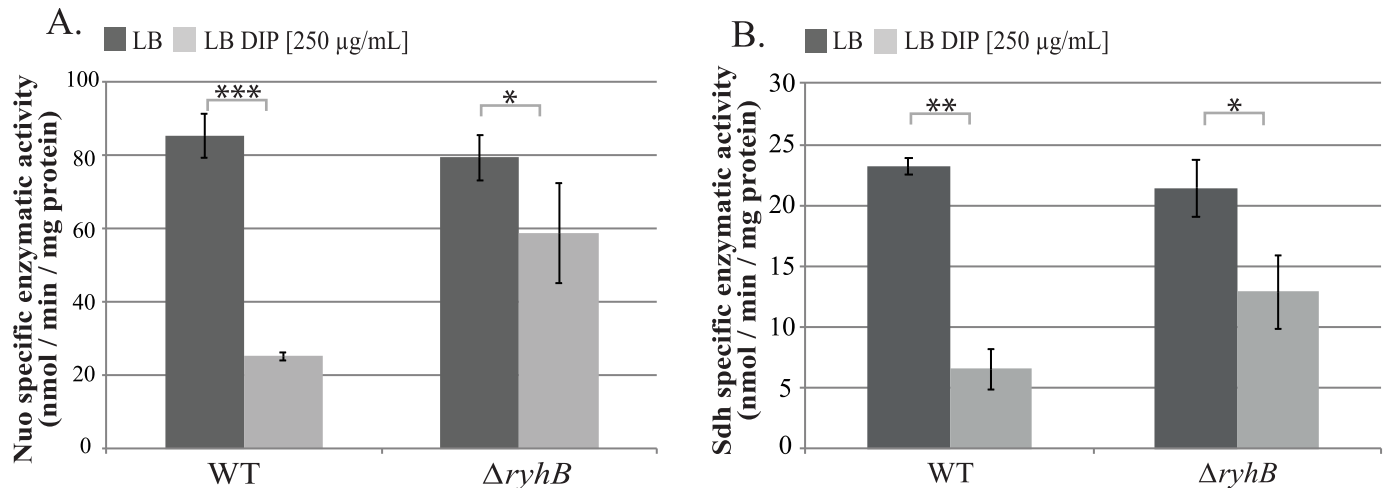 A.
LB LB DIP [250 µg/mL]
Nuo specific enzymatic activity
(nmol / min / mg protein)
100
80
60
40
20
0
***
*
WT
ΔryhB
B.
LB LB DIP [250 µg/mL]
Sdh specific enzymatic activity
(nmol / min / mg protein)
30
25
20
15
10
5
0
**
*
WT
ΔryhB